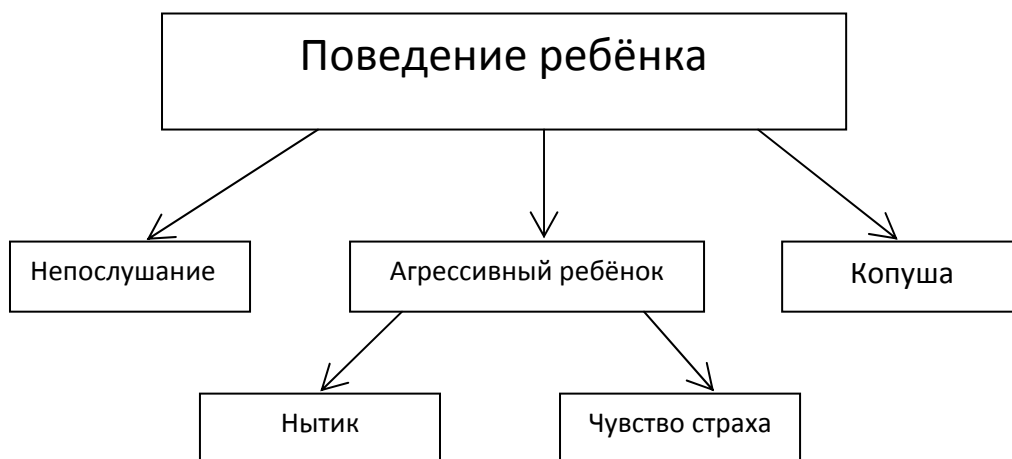 Поведение ребёнка
Непослушание
Агрессивный ребёнок
Копуша
Нытик
Чувство страха